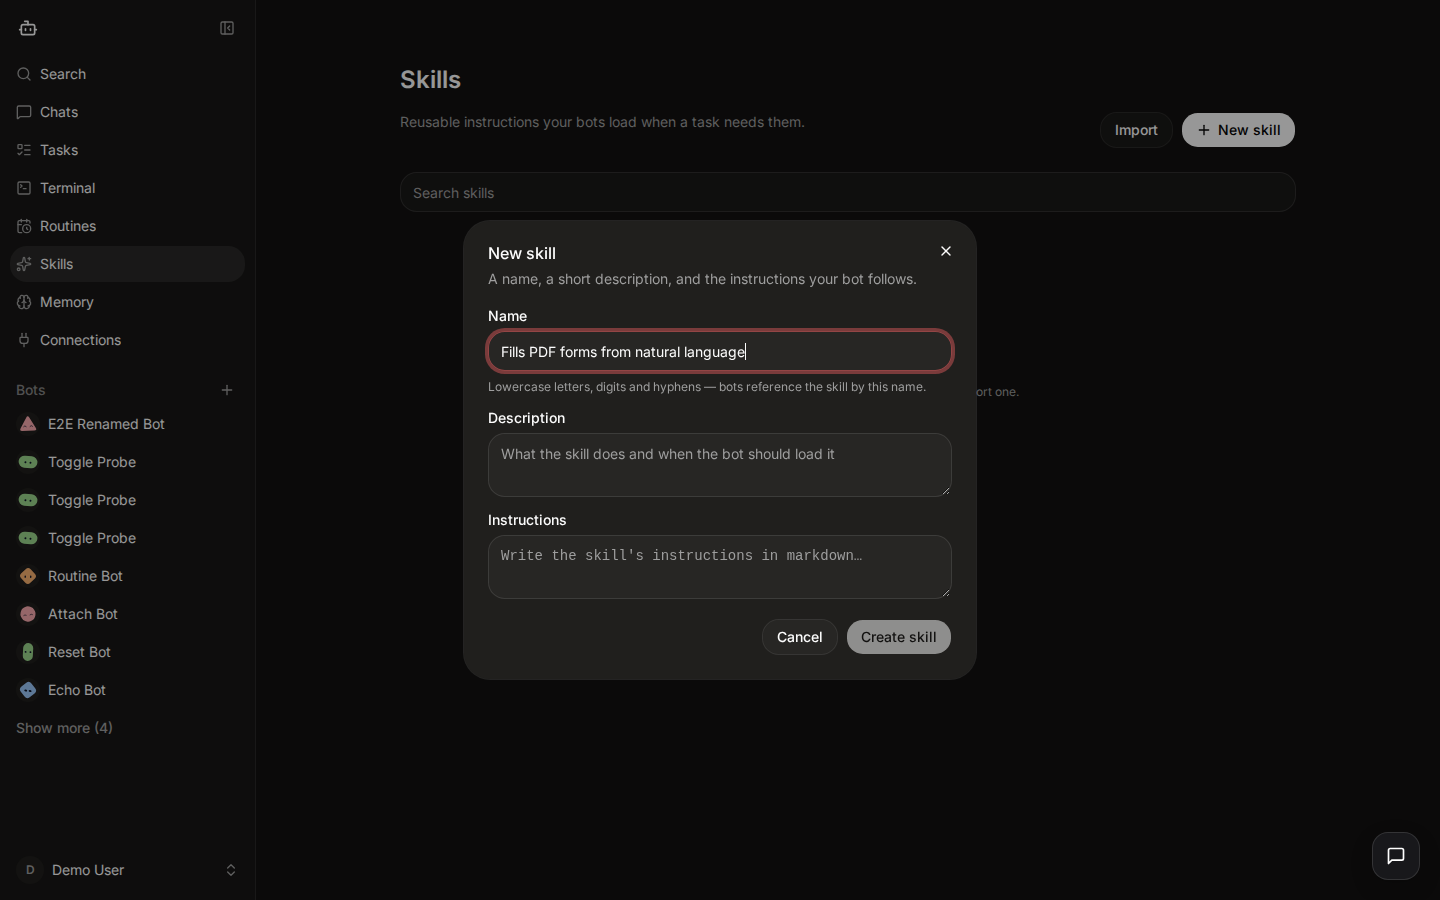 Search
Chats
Tasks
Terminal
Routines
Skills
Memory
Connections
Bots
E2E Renamed Bot
Toggle Probe
Toggle Probe
Toggle Probe
Routine Bot
Attach Bot
Reset Bot
Echo Bot
Show more (4)
D Demo User
Skills
Reusable instructions your bots load when a task needs them.
Import
New skill
Search skills
ort one.
New skill
A name, a short description, and the instructions your bot follows.
Name
Fills PDF forms from natural language
Lowercase letters, digits and hyphens — bots reference the skill by this name.
Description
What the skill does and when the bot should load it
Instructions
Write the skill's instructions in markdown…
Cancel
Create skill